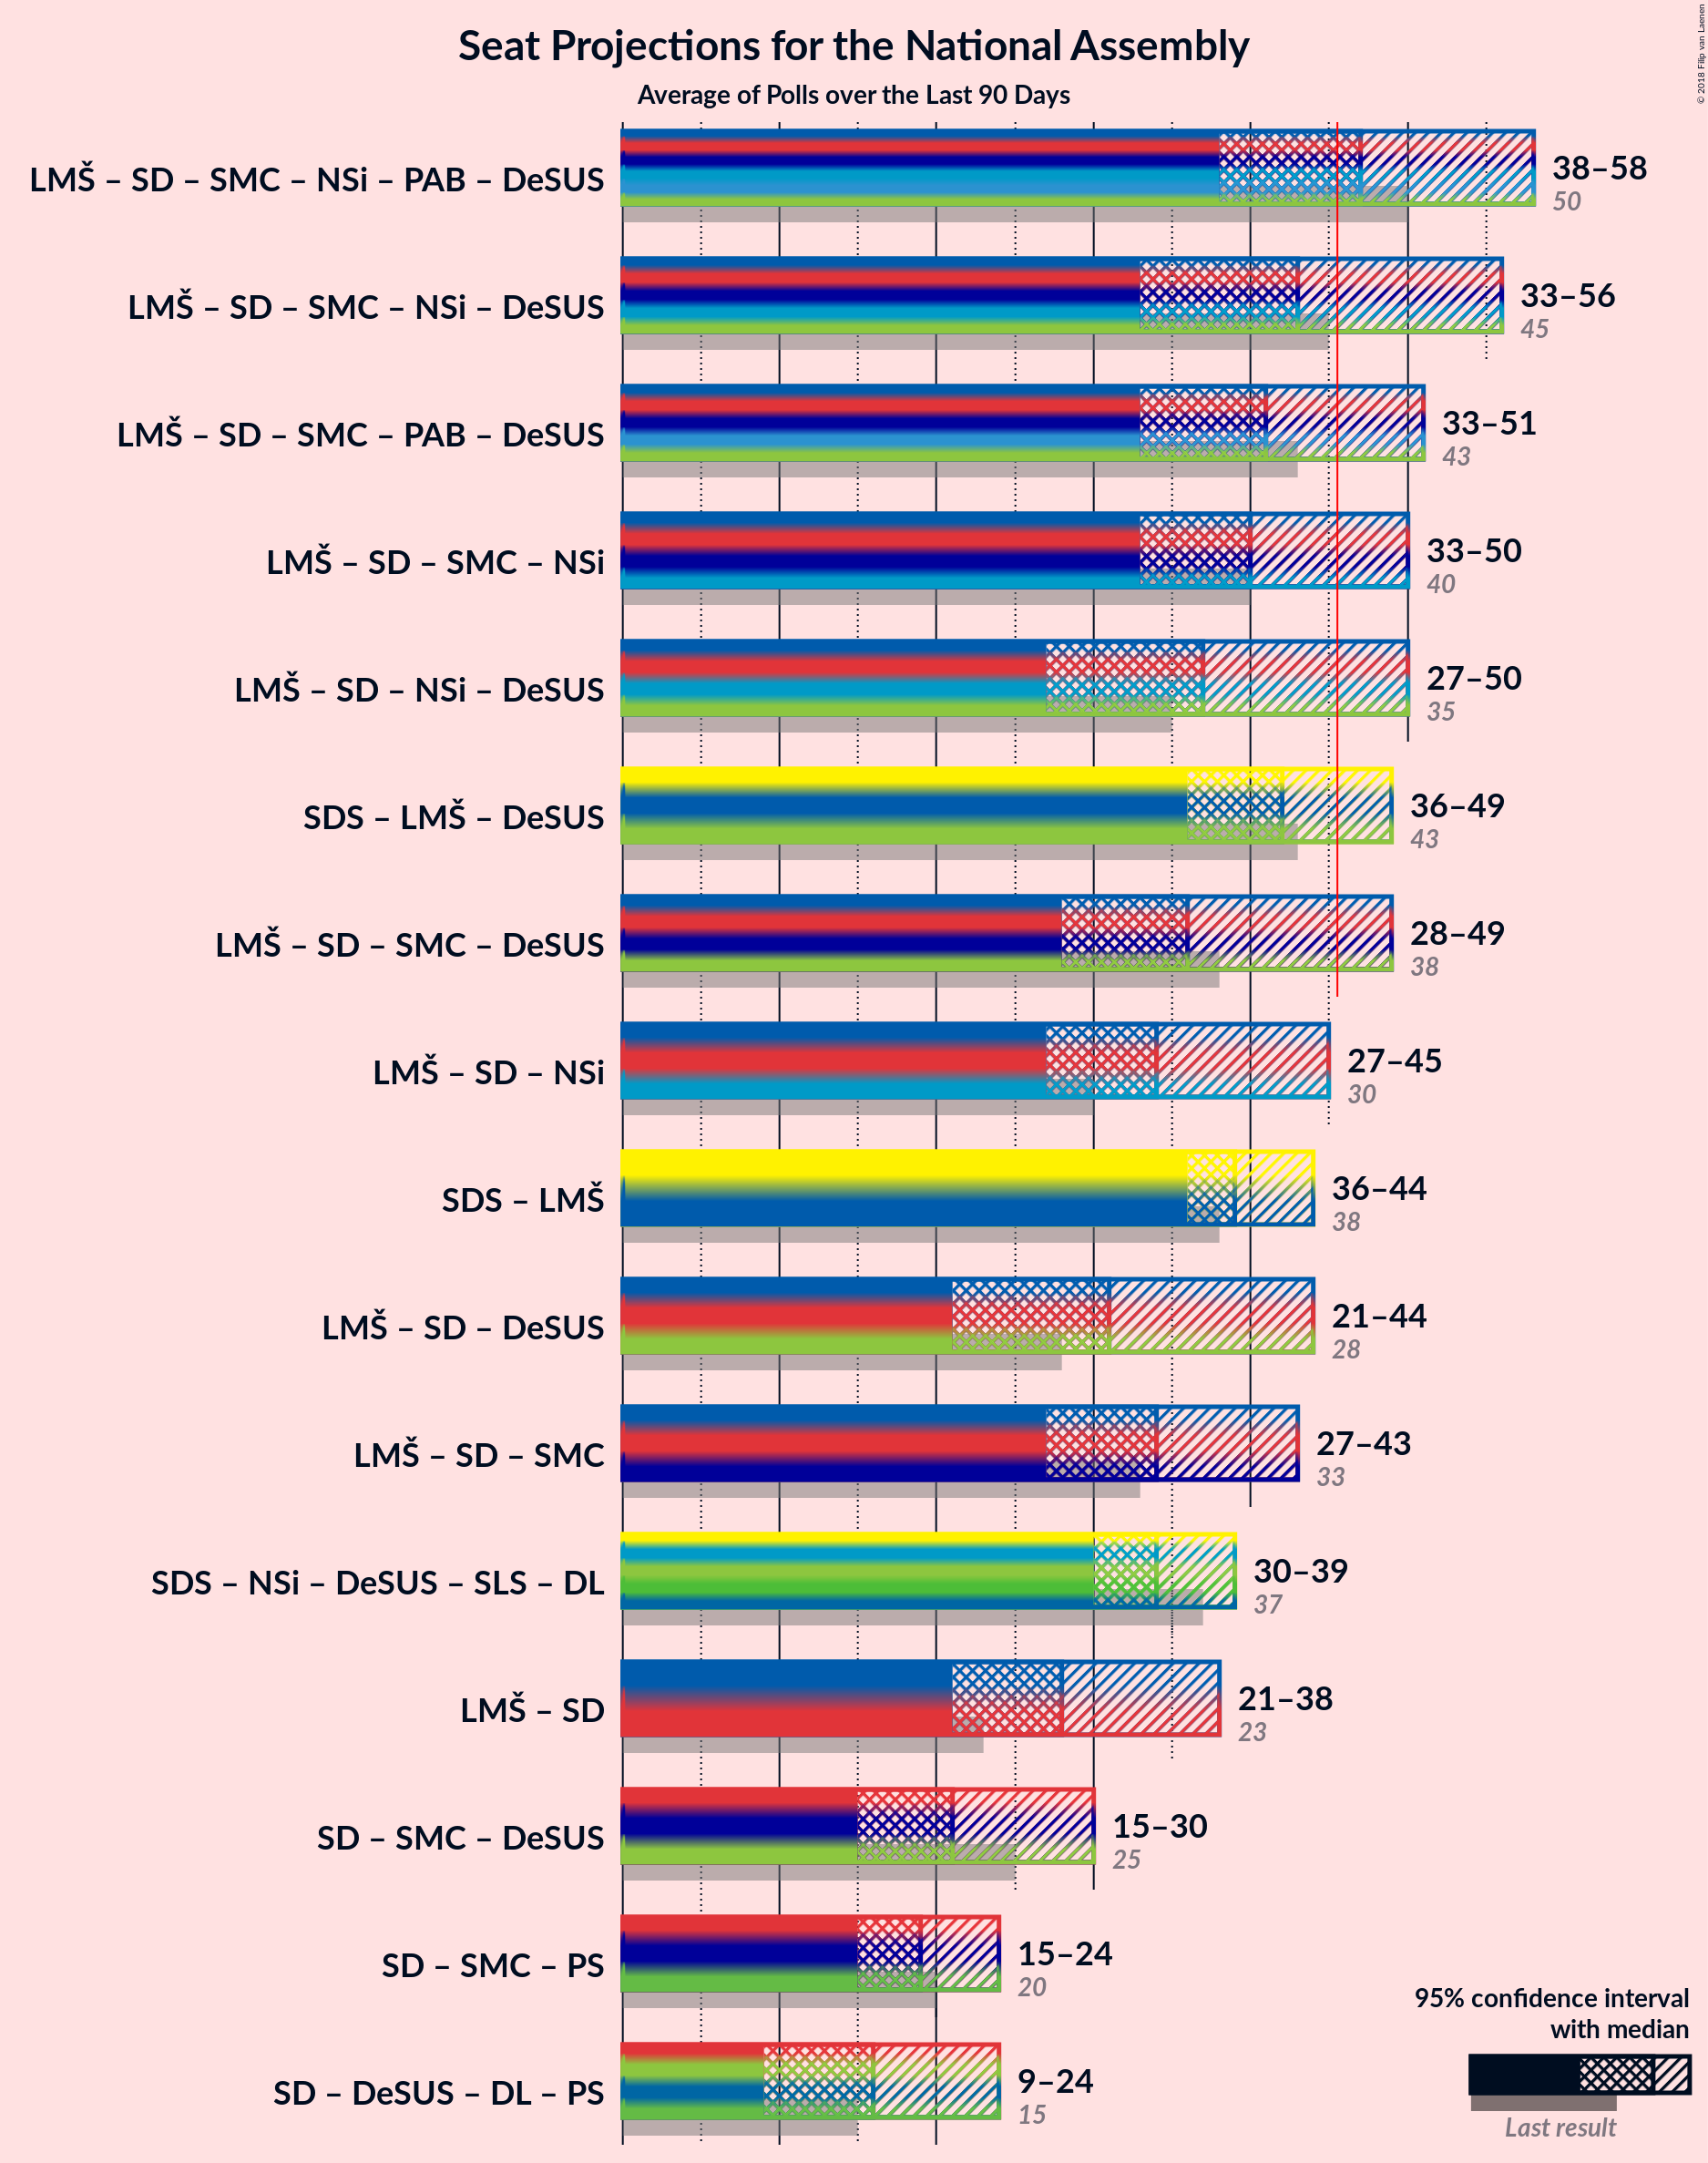 Seat Projections for the National Assembly
Average of Polls over the Last 90 Days
© 2018 Filip van Laenen
LMŠ – SD – SMC – NSi – PAB – DeSUS
38–58
50
LMŠ – SD – SMC – NSi – DeSUS
33–56
45
LMŠ – SD – SMC – PAB – DeSUS
33–51
43
LMŠ – SD – SMC – NSi
33–50
40
LMŠ – SD – NSi – DeSUS
27–50
35
SDS – LMŠ – DeSUS
36–49
43
LMŠ – SD – SMC – DeSUS
28–49
38
LMŠ – SD – NSi
27–45
30
SDS – LMŠ
36–44
38
LMŠ – SD – DeSUS
21–44
28
LMŠ – SD – SMC
27–43
33
SDS – NSi – DeSUS – SLS – DL
30–39
37
LMŠ – SD
21–38
23
SD – SMC – DeSUS
15–30
25
SD – SMC – PS
15–24
20
SD – DeSUS – DL – PS
9–24
15
95% confidence interval
with median
Last result